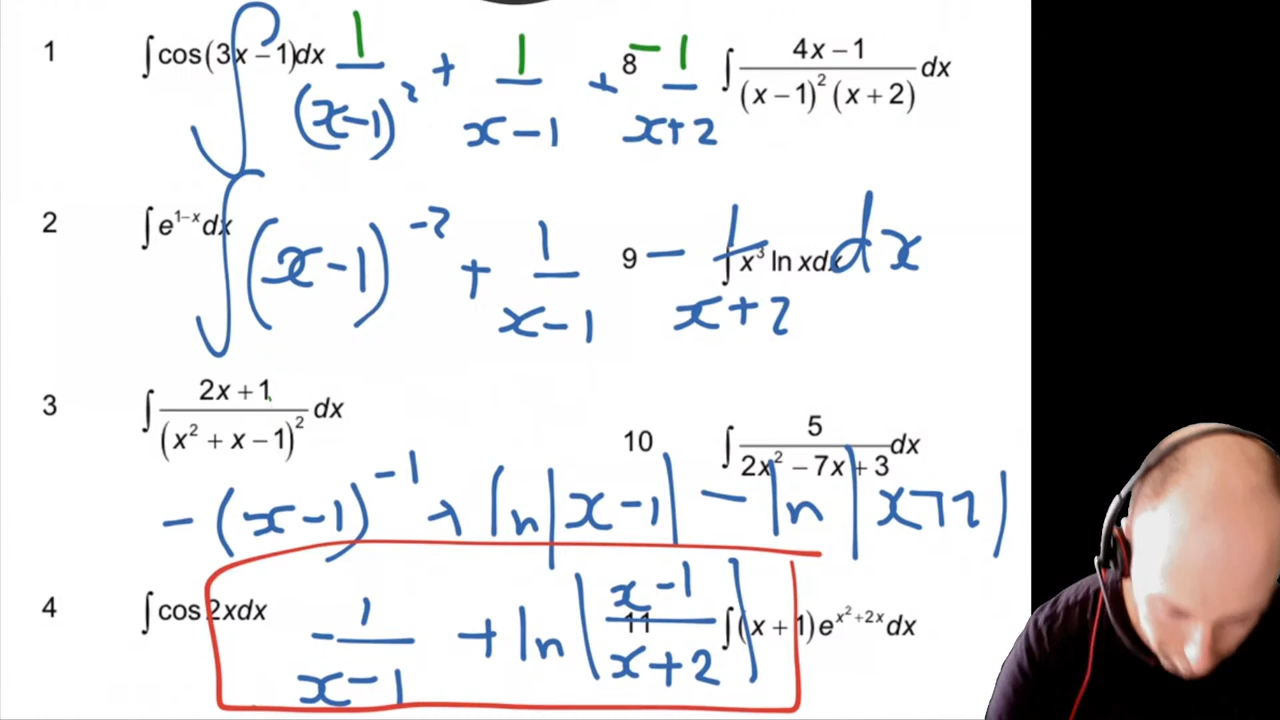 1 ∫cos(3x−1)dx
1/(x−1)² + 1/(x−1) + −1/(x+2)
8 ∫ (4x−1)/((x−1)²(x+2)) dx
2 ∫e^(1−x)dx
∫(x−1)^−2 + 1/(x−1) − 1/(x+2) dx
9 ∫x³ ln xdx
3 ∫ (2x+1)/(x²+x−1)² dx
10 ∫ 5/(2x²−7x+3) dx
−(x−1)^−1 + ln|x−1| − ln|x+2|
4 ∫cos2xdx
−1/(x−1) + ln|(x−1)/(x+2)|
11 ∫(x+1)e^(x²+2x)dx